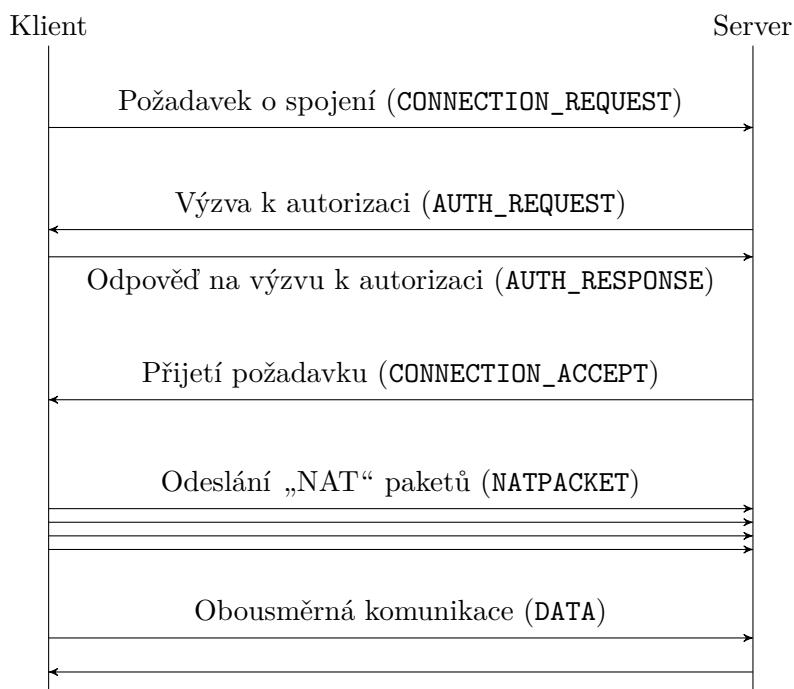 Klient
Server
Požadavek o spojení (CONNECTION_REQUEST)
Výzva k autorizaci (AUTH_REQUEST)
Odpověď na výzvu k autorizaci (AUTH_RESPONSE)
Přijetí požadavku (CONNECTION_ACCEPT)
Odeslání „NAT“ paketů (NATPACKET)
Obousměrná komunikace (DATA)